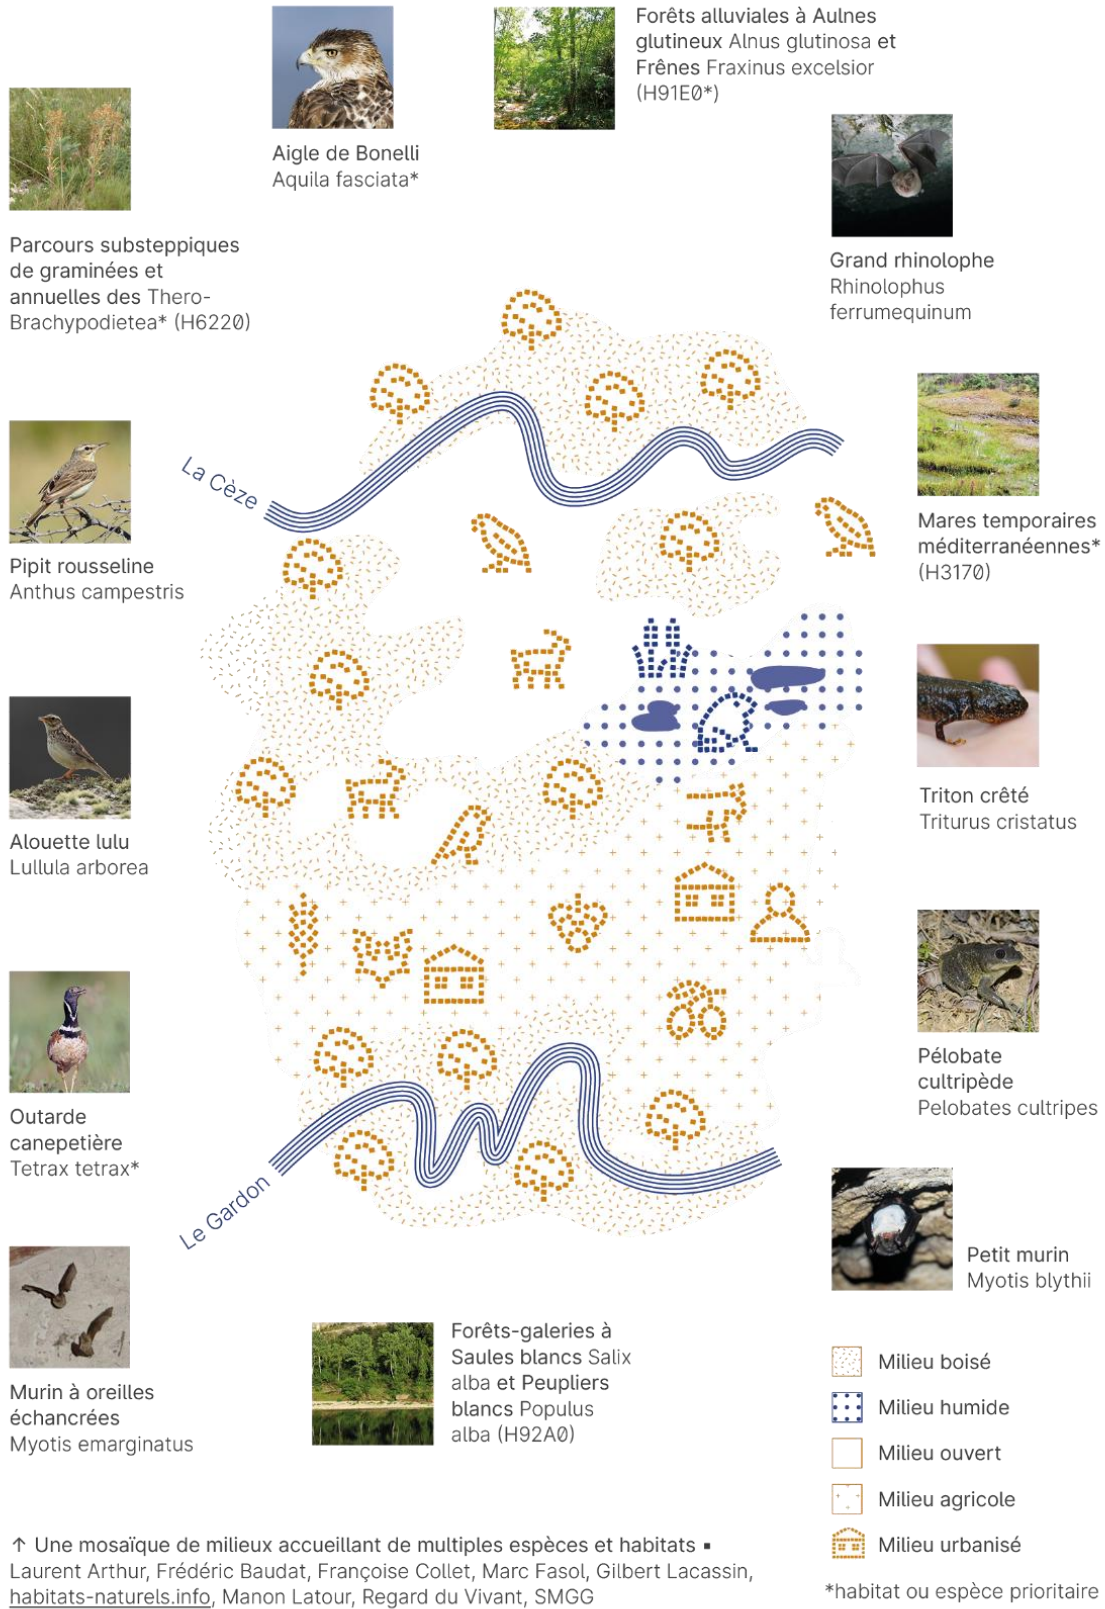 Forêts alluviales à Aulnes
glutineux Alnus glutinosa et
Frênes Fraxinus excelsior
(H91E0*)
Aigle de Bonelli
Aquila fasciata*
Parcours substeppiques
de graminées et
annuelles des Thero-
Brachypodietea* (H6220)
Grand rhinolophe
Rhinolophus
ferrumequinum
La Cèze
Pipit rousseline
Anthus campestris
Mares temporaires
méditerranéennes*
(H3170)
Alouette lulu
Lullula arborea
Triton crêté
Triturus cristatus
Outarde
canepetière
Tetrax tetrax*
Pélobate
cultripède
Pelobates cultripes
Le Gardon
Petit murin
Myotis blythii
Murin à oreilles
échancrées
Myotis emarginatus
Forêts-galeries à
Saules blancs Salix
alba et Peupliers
blancs Populus
alba (H92A0)
Milieu boisé
Milieu humide
Milieu ouvert
Milieu agricole
Milieu urbanisé
↑ Une mosaïque de milieux accueillant de multiples espèces et habitats ▪
Laurent Arthur, Frédéric Baudat, Françoise Collet, Marc Fasol, Gilbert Lacassin,
habitats-naturels.info, Manon Latour, Regard du Vivant, SMGG
*habitat ou espèce prioritaire